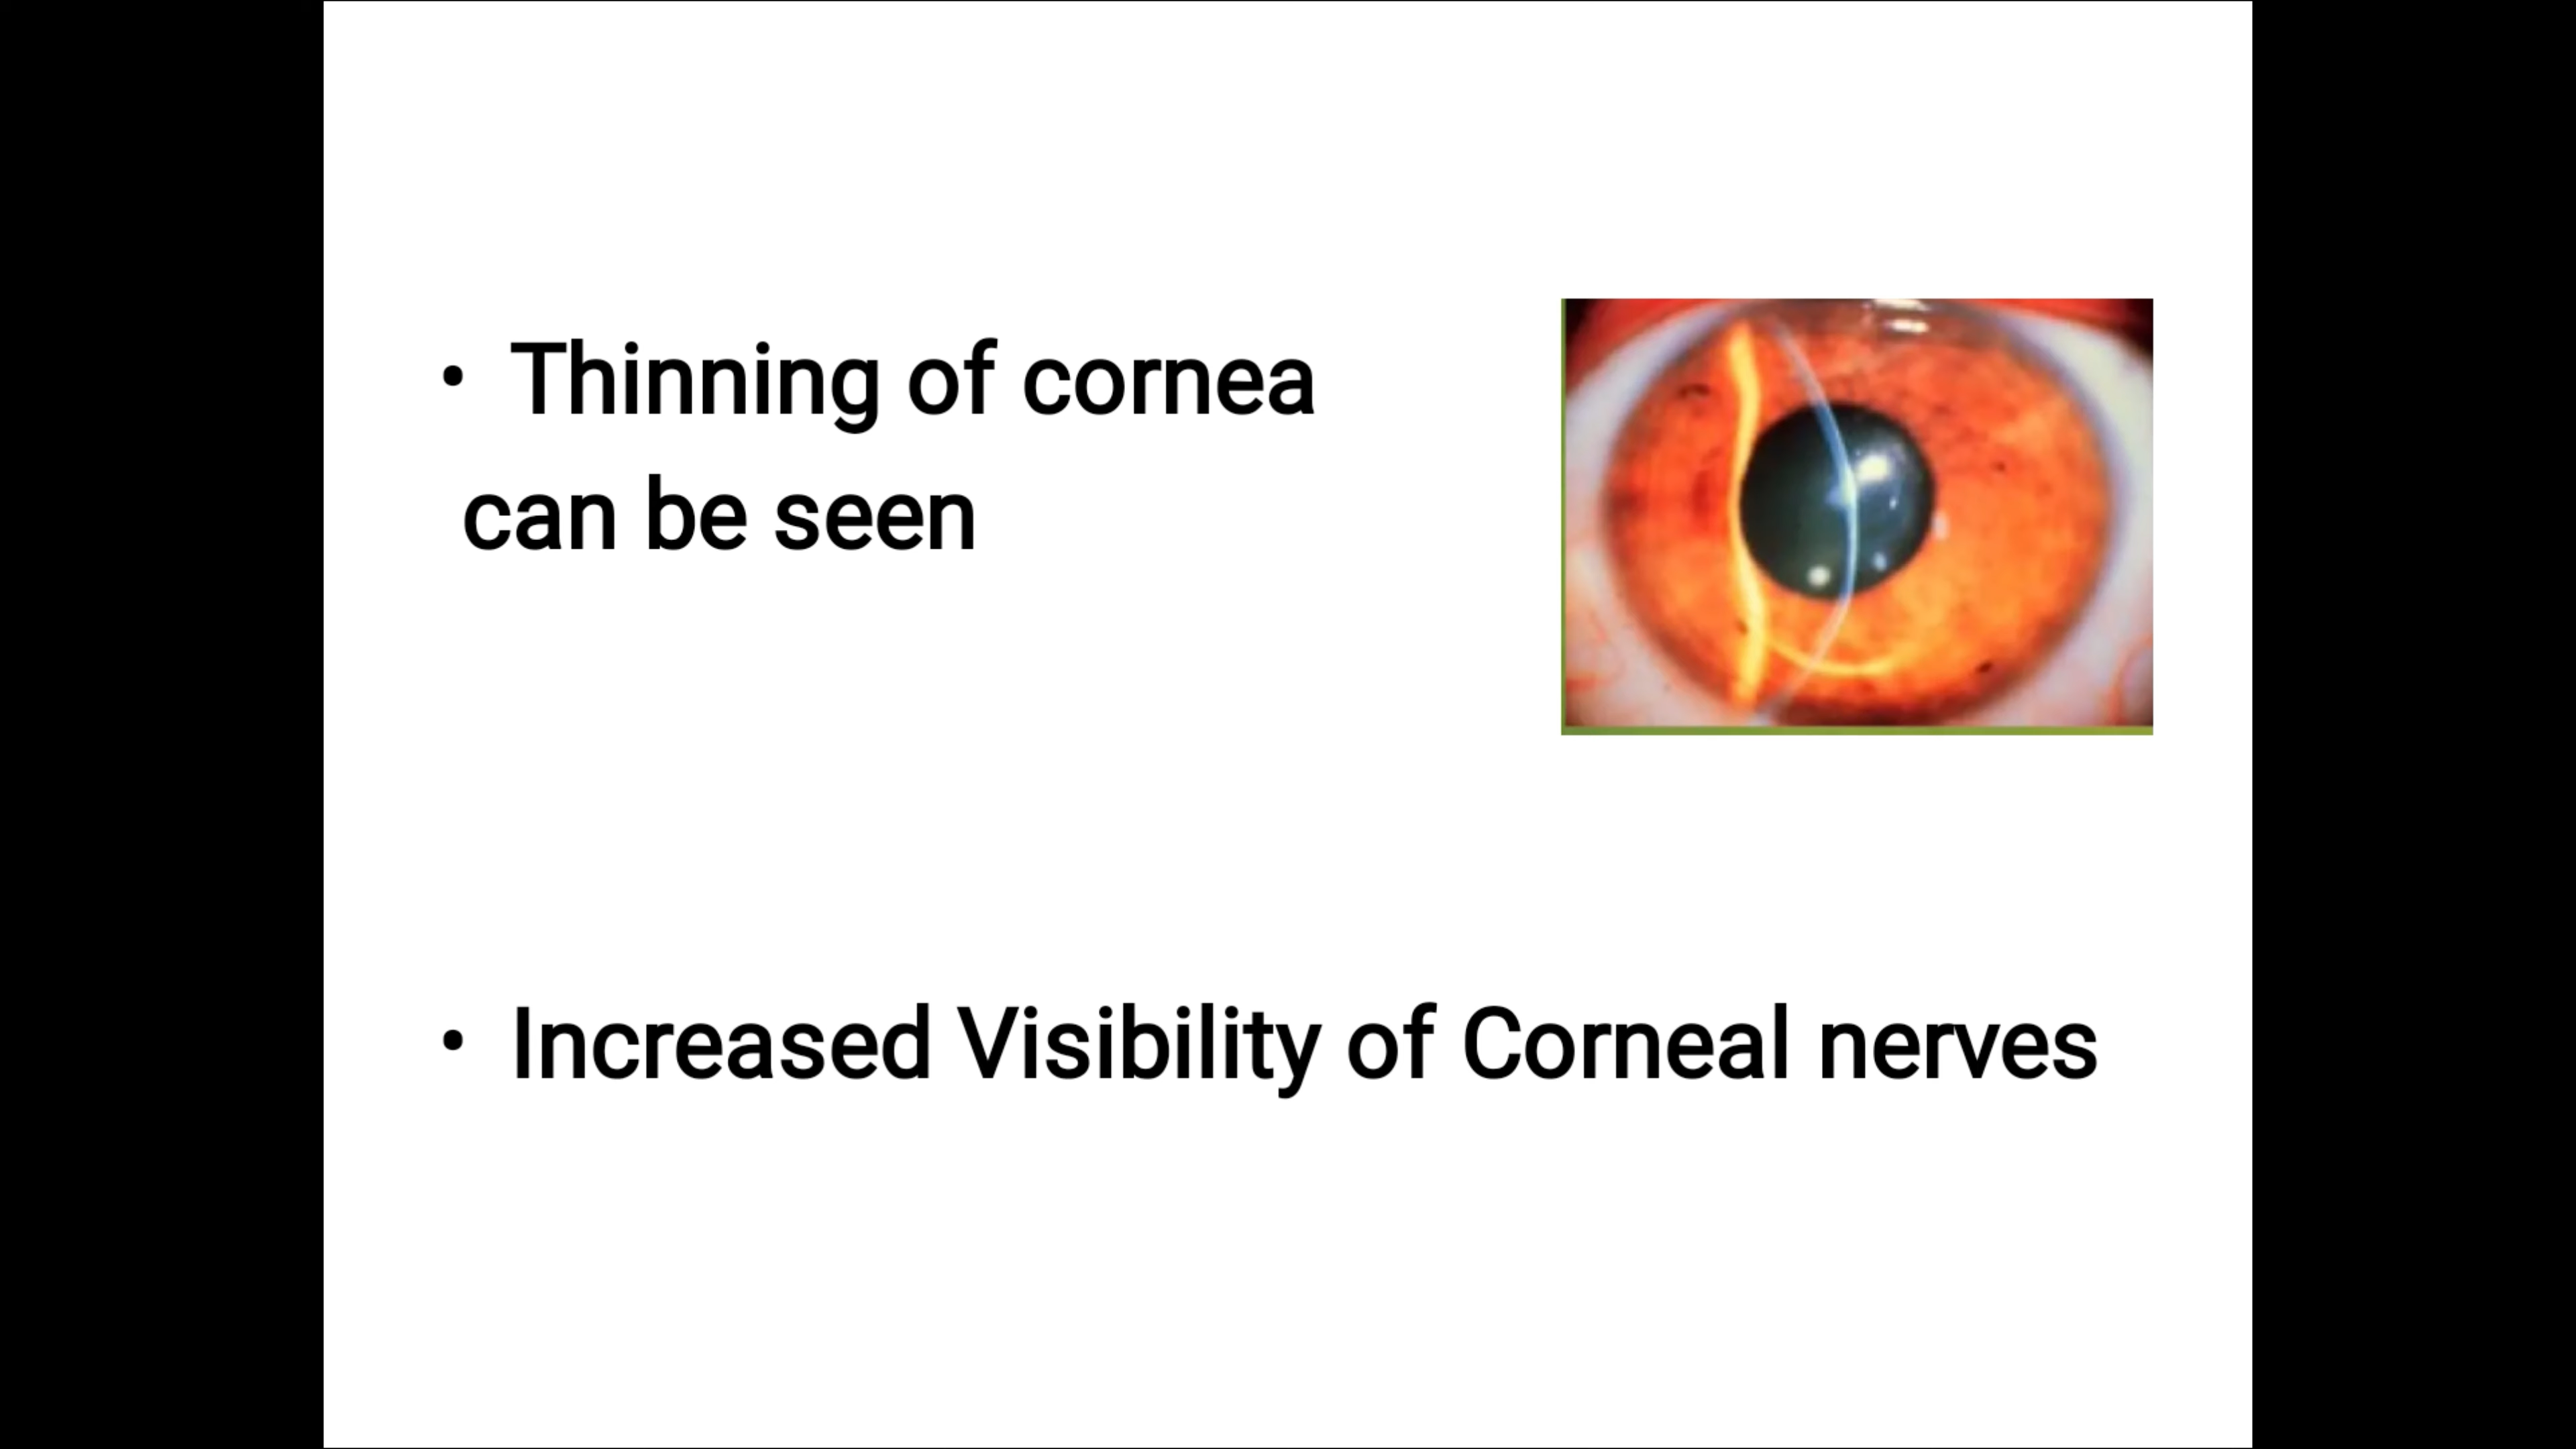 • Thinning of cornea
can be seen
• Increased Visibility of Corneal nerves